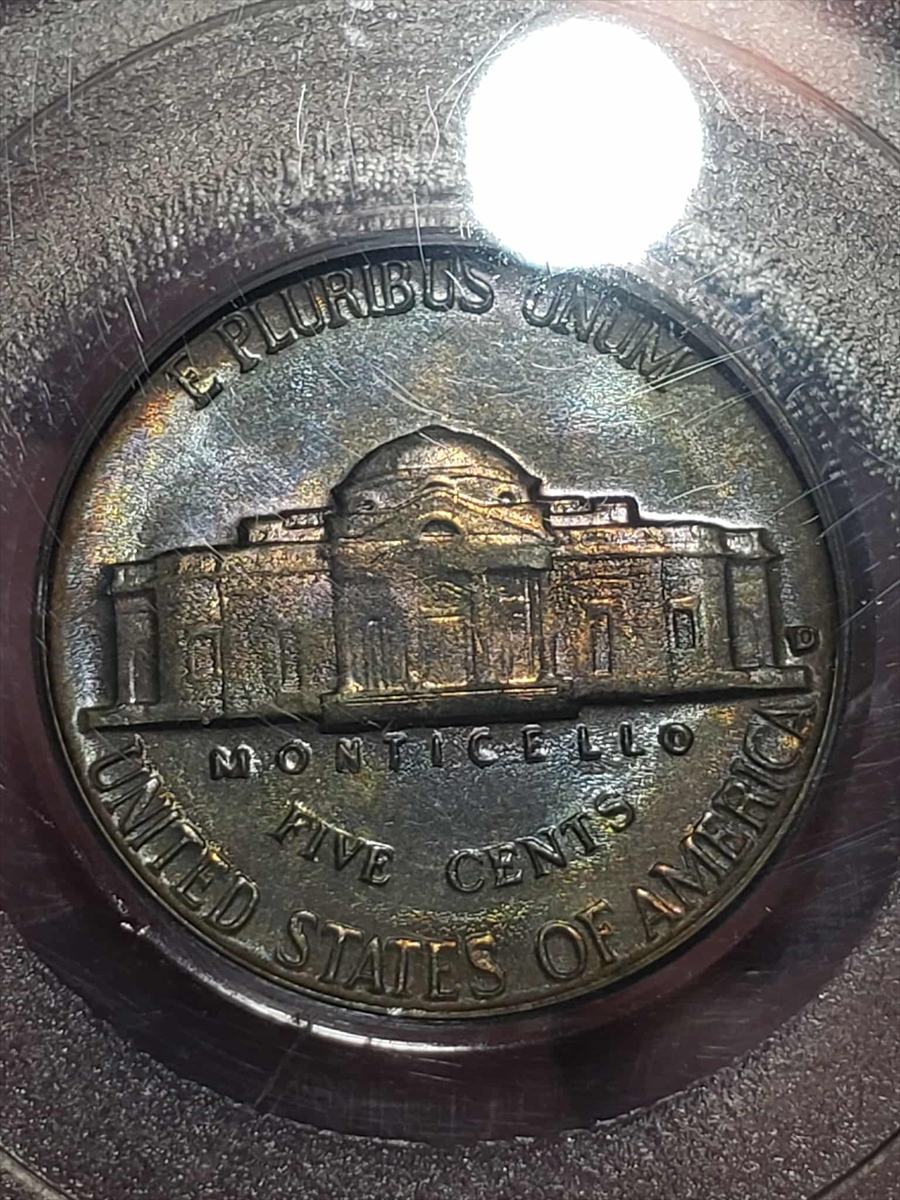 E PLURIBUS UNUM
D
MONTICELLO
FIVE CENTS
UNITED STATES OF AMERICA